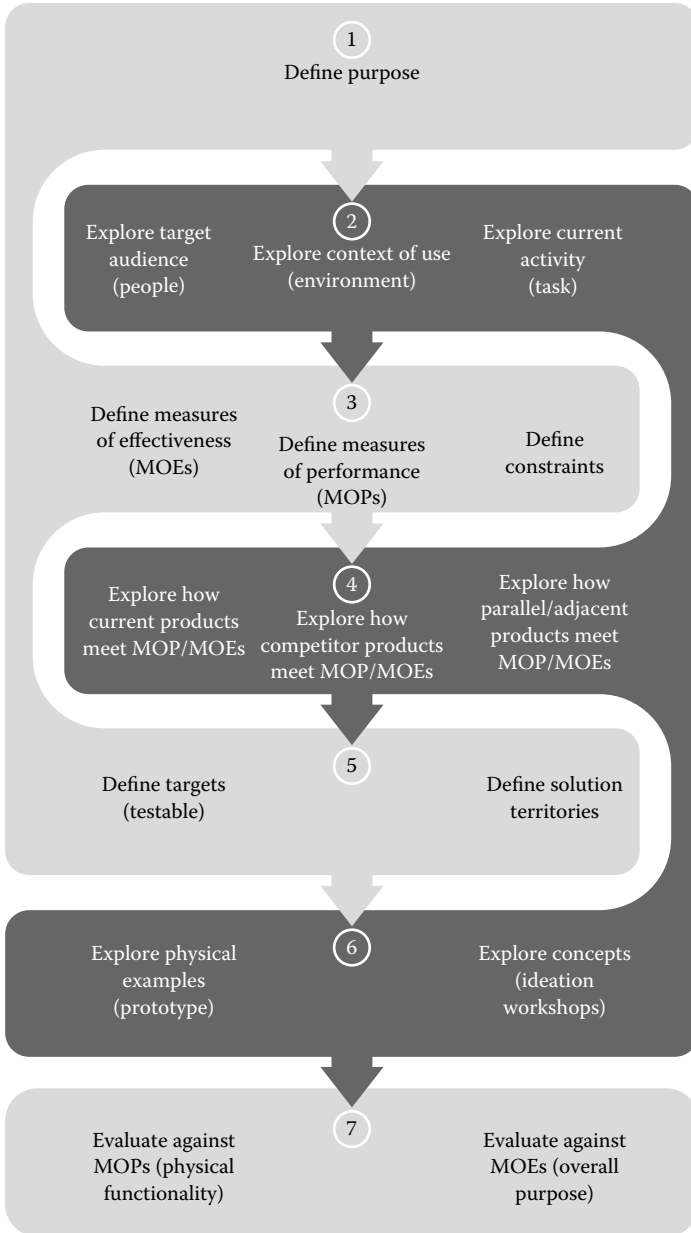 1
Define purpose
2
Explore target
audience
(people)
Explore context of use
(environment)
Explore current
activity
(task)
3
Define measures
of effectiveness
(MOEs)
Define measures
of performance
(MOPs)
Define
constraints
4
Explore how
current products
meet MOP/MOEs
Explore how
competitor products
meet MOP/MOEs
Explore how
parallel/adjacent
products meet
MOP/MOEs
5
Define targets
(testable)
Define solution
territories
6
Explore physical
examples
(prototype)
Explore concepts
(ideation
workshops)
7
Evaluate against
MOPs (physical
functionality)
Evaluate against
MOEs (overall
purpose)